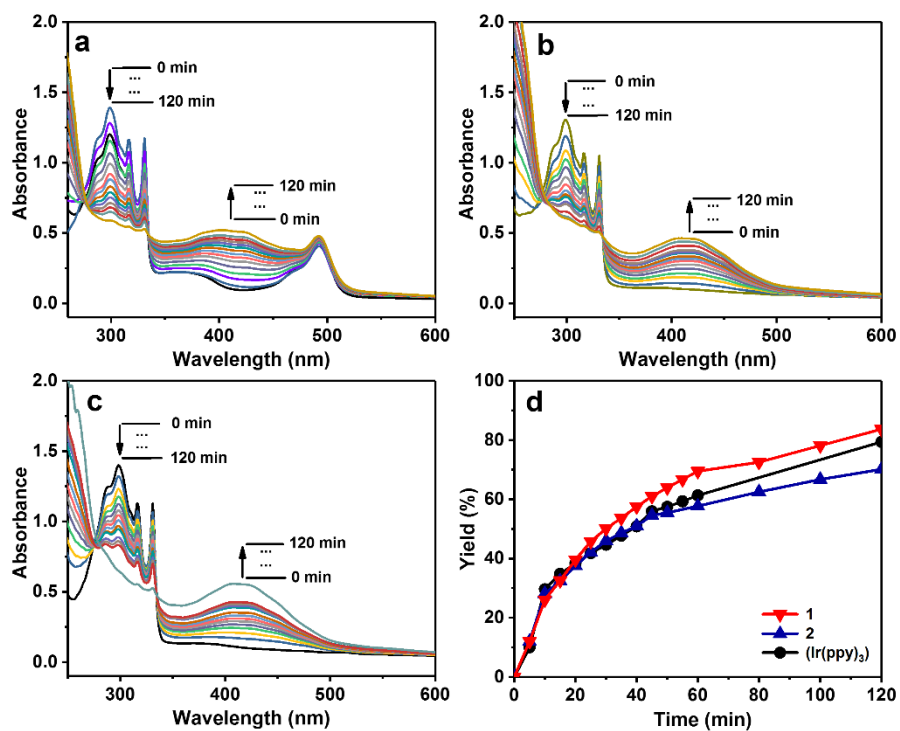 a
2.0
1.5
1.0
0.5
0.0
Absorbance
0 min
...
...
120 min
120 min
...
...
0 min
300 400 500 600
Wavelength (nm)
b
2.0
1.5
1.0
0.5
0.0
Absorbance
0 min
...
...
120 min
120 min
...
...
0 min
300 400 500 600
Wavelength (nm)
c
2.0
1.5
1.0
0.5
0.0
Absorbance
0 min
...
...
120 min
120 min
...
...
0 min
300 400 500 600
Wavelength (nm)
d
100
80
60
40
20
0
Yield (%)
1
2
(Ir(ppy)₃)
0 20 40 60 80 100 120
Time (min)